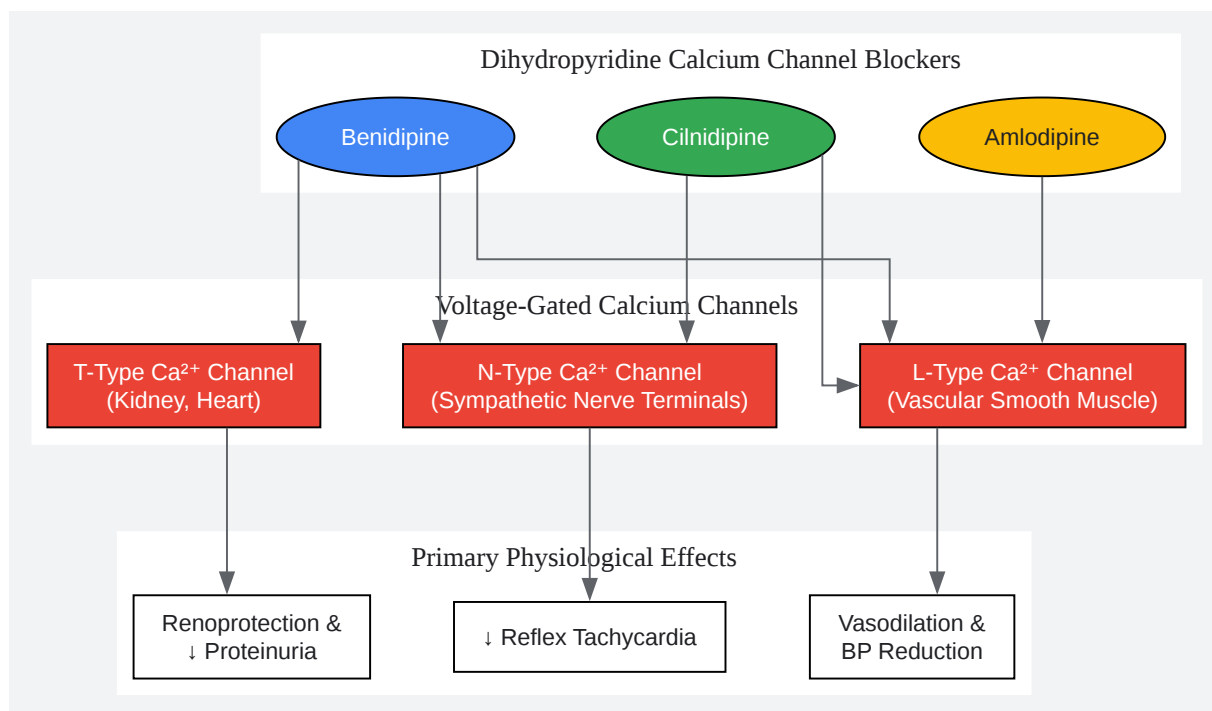 Dihydropyridine Calcium Channel Blockers
Benidipine
Cilnidipine
Amlodipine
Voltage-Gated Calcium Channels
T-Type Ca²⁺ Channel
(Kidney, Heart)
N-Type Ca²⁺ Channel
(Sympathetic Nerve Terminals)
L-Type Ca²⁺ Channel
(Vascular Smooth Muscle)
Primary Physiological Effects
Renoprotection &
↓ Proteinuria
↓ Reflex Tachycardia
Vasodilation &
BP Reduction